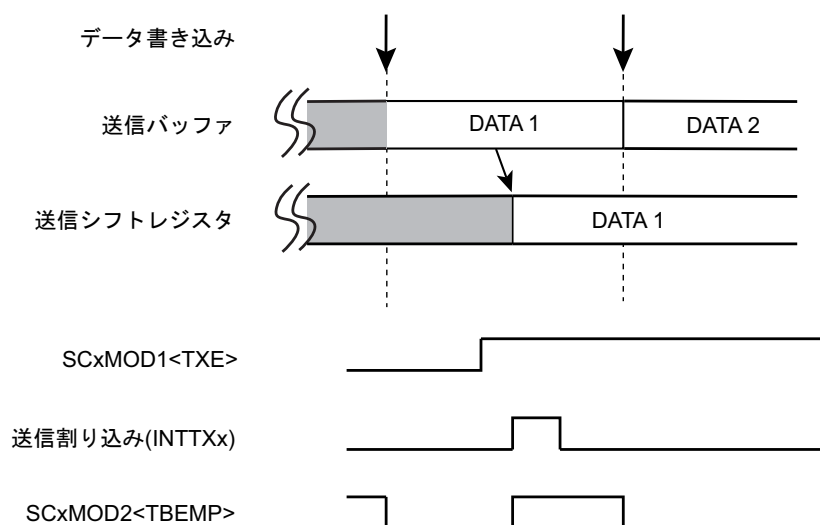 データ書き込み
送信バッファ
DATA 1
DATA 2
送信シフトレジスタ
DATA 1
SCxMOD1<TXE>
送信割り込み(INTTXx)
SCxMOD2<TBEMP>